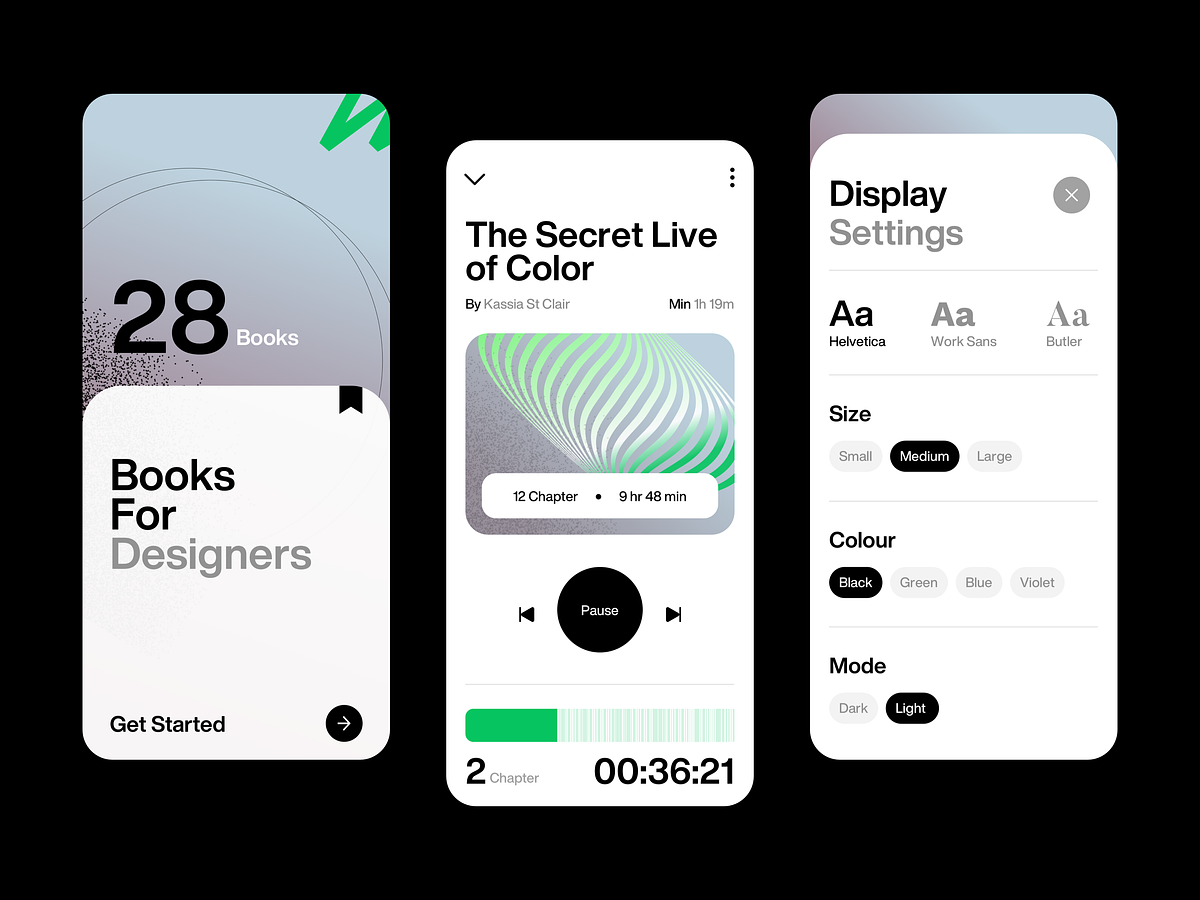 28 Books
Books
For
Designers
Get Started
The Secret Live
of Color
By Kassia St Clair
Min 1h 19m
12 Chapter • 9 hr 48 min
Pause
2 Chapter
00:36:21
Display
Settings
Aa Aa Aa
Helvetica Work Sans Butler
Size
Small Medium Large
Colour
Black Green Blue Violet
Mode
Dark Light